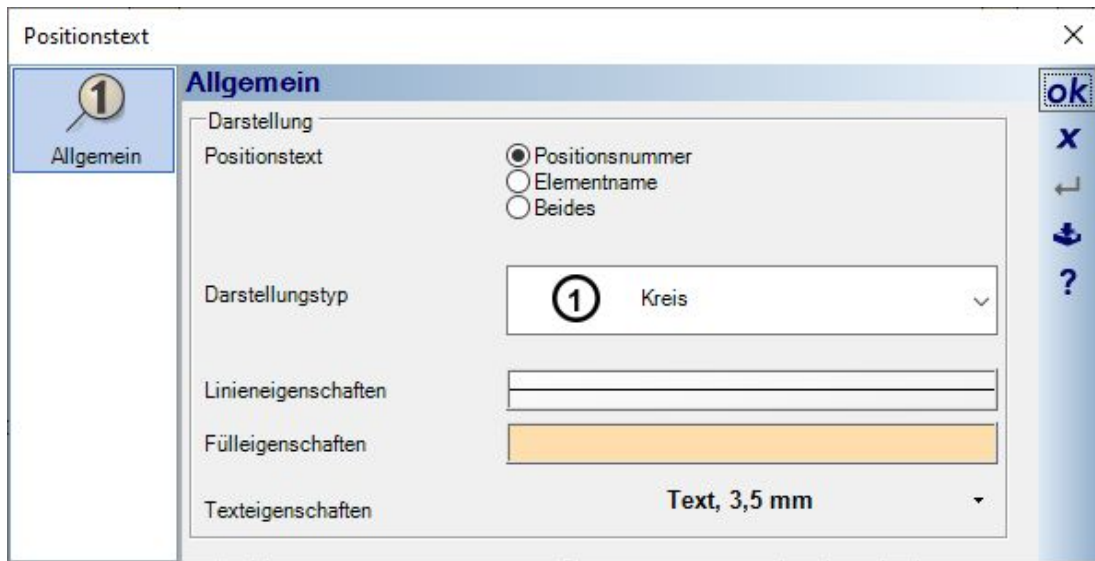 Positionstext
Allgemein
ok
1
Darstellung
Allgemein
Positionstext
Positionsnummer
Elementname
Beides
x
?
Darstellungstyp
1 Kreis
Linieneigenschaften
Fülleigenschaften
Texteigenschaften
Text, 3,5 mm